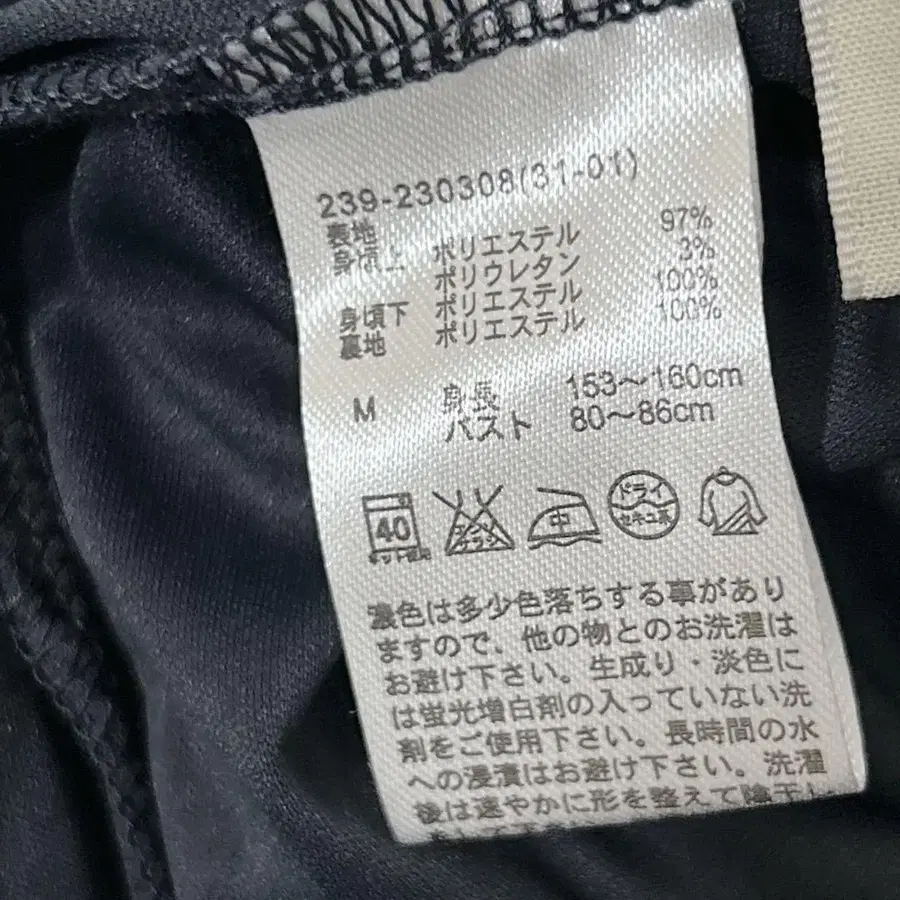 239-230308(31-01)
表地
身頃上 ポリエステル 97%
ポリウレタン 3%
身頃下 ポリエステル 100%
裏地 ポリエステル 100%
M 身長 153～160cm
バスト 80～86cm
40 中 ドライ セキユ系
濃色は多少色落ちする事があり
ますので、他の物とのお洗濯は
お避け下さい。生成り・淡色に
は蛍光増白剤の入っていない洗
剤をご使用下さい。長時間の水
への浸漬はお避け下さい。洗濯
後は速やかに形を整えて陰干し